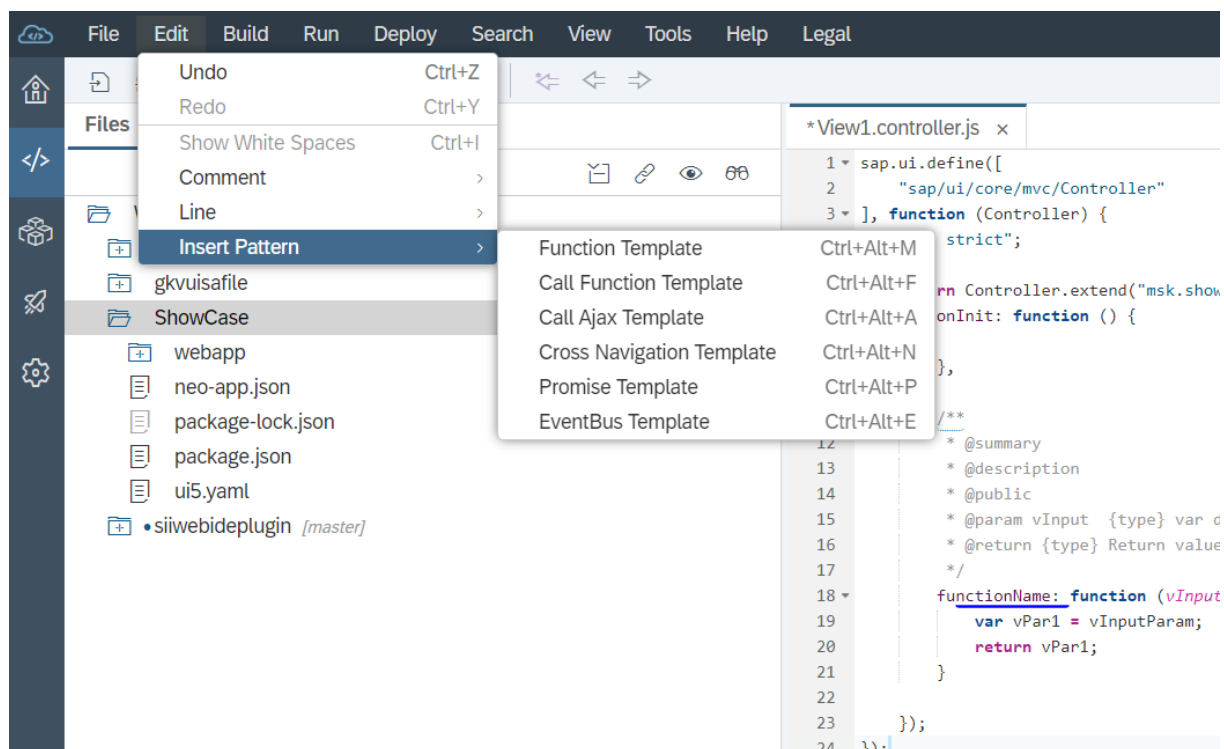 File Edit Build Run Deploy Search View Tools Help Legal
Undo Ctrl+Z
Redo Ctrl+Y
Show White Spaces Ctrl+I
Comment
Line
Insert Pattern
Function Template Ctrl+Alt+M
Call Function Template Ctrl+Alt+F
Call Ajax Template Ctrl+Alt+A
Cross Navigation Template Ctrl+Alt+N
Promise Template Ctrl+Alt+P
EventBus Template Ctrl+Alt+E
Files
gkvuisafile
ShowCase
webapp
neo-app.json
package-lock.json
package.json
ui5.yaml
siiwebideplugin [master]
*View1.controller.js ×
1 sap.ui.define([
2 "sap/ui/core/mvc/Controller"
3 ], function (Controller) {
strict";
rn Controller.extend("msk.show
onInit: function () {
},
/**
12 * @summary
13 * @description
14 * @public
15 * @param vInput {type} var d
16 * @return {type} Return value
17 */
18 functionName: function (vInput
19 var vPar1 = vInputParam;
20 return vPar1;
21 }
22
23 });
24 });